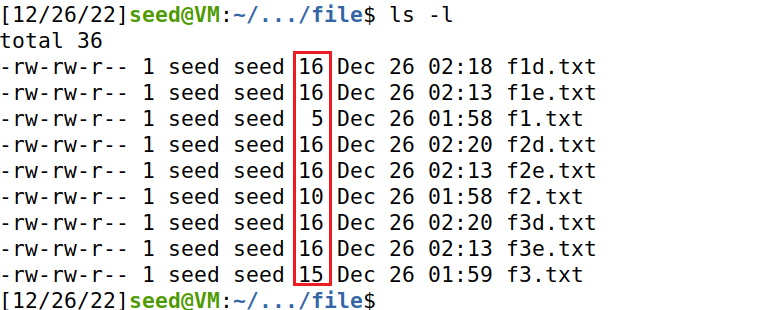 [12/26/22]seed@VM:~/.../file$ ls -l
total 36
-rw-rw-r-- 1 seed seed 16 Dec 26 02:18 f1d.txt
-rw-rw-r-- 1 seed seed 16 Dec 26 02:13 f1e.txt
-rw-rw-r-- 1 seed seed  5 Dec 26 01:58 f1.txt
-rw-rw-r-- 1 seed seed 16 Dec 26 02:20 f2d.txt
-rw-rw-r-- 1 seed seed 16 Dec 26 02:13 f2e.txt
-rw-rw-r-- 1 seed seed 10 Dec 26 01:58 f2.txt
-rw-rw-r-- 1 seed seed 16 Dec 26 02:20 f3d.txt
-rw-rw-r-- 1 seed seed 16 Dec 26 02:13 f3e.txt
-rw-rw-r-- 1 seed seed 15 Dec 26 01:59 f3.txt
[12/26/22]seed@VM:~/.../file$